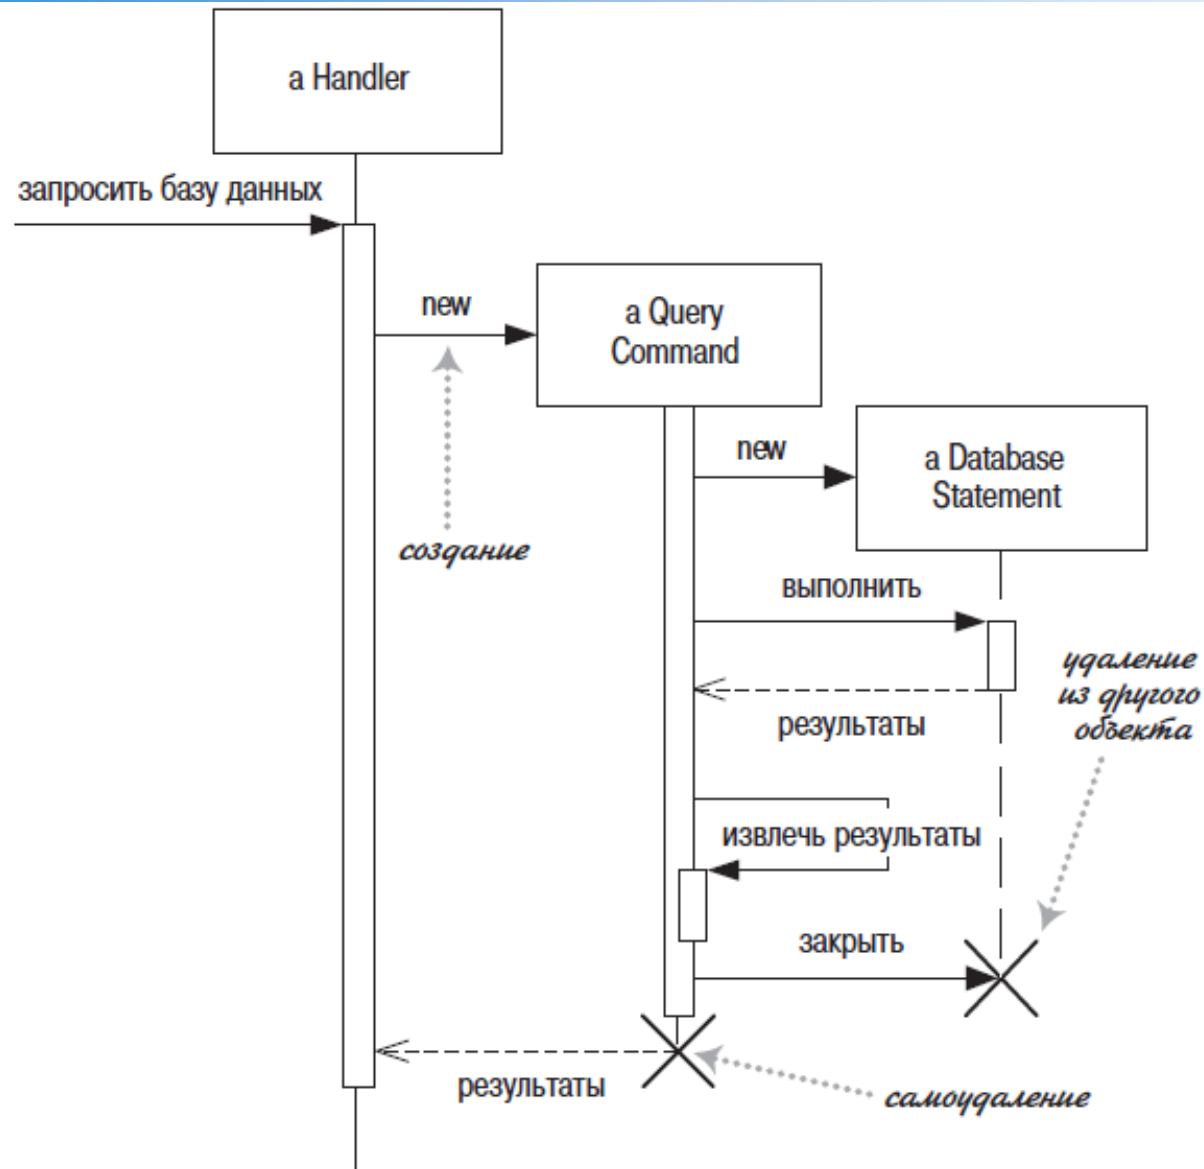 a Handler
запросить базу данных
new
a Query
Command
new
a Database
Statement
создание
выполнить
удаление
из другого
объекта
результаты
извлечь результаты
закрыть
результаты
самоудаление